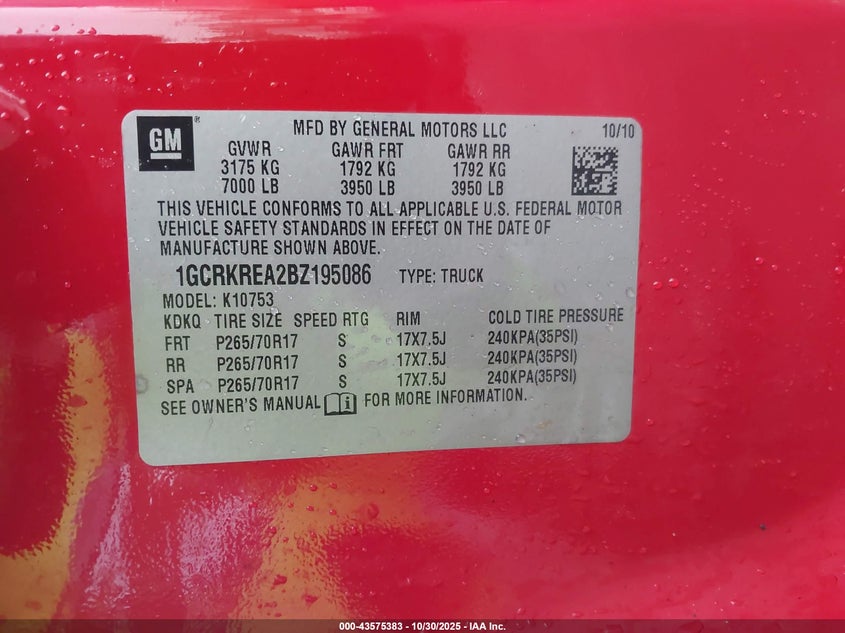 GM ®
MFD BY GENERAL MOTORS LLC 10/10
GVWR GAWR FRT GAWR RR
3175 KG 1792 KG 1792 KG
7000 LB 3950 LB 3950 LB
THIS VEHICLE CONFORMS TO ALL APPLICABLE U.S. FEDERAL MOTOR
VEHICLE SAFETY STANDARDS IN EFFECT ON THE DATE OF
MANUFACTURE SHOWN ABOVE.
1GCRKREA2BZ195086 TYPE: TRUCK
MODEL: K10753
KDKQ TIRE SIZE SPEED RTG RIM COLD TIRE PRESSURE
FRT P265/70R17 S 17X7.5J 240KPA(35PSI)
RR P265/70R17 S 17X7.5J 240KPA(35PSI)
SPA P265/70R17 S 17X7.5J 240KPA(35PSI)
SEE OWNER'S MANUAL FOR MORE INFORMATION.
000-43575383 - 10/30/2025 - IAA Inc.